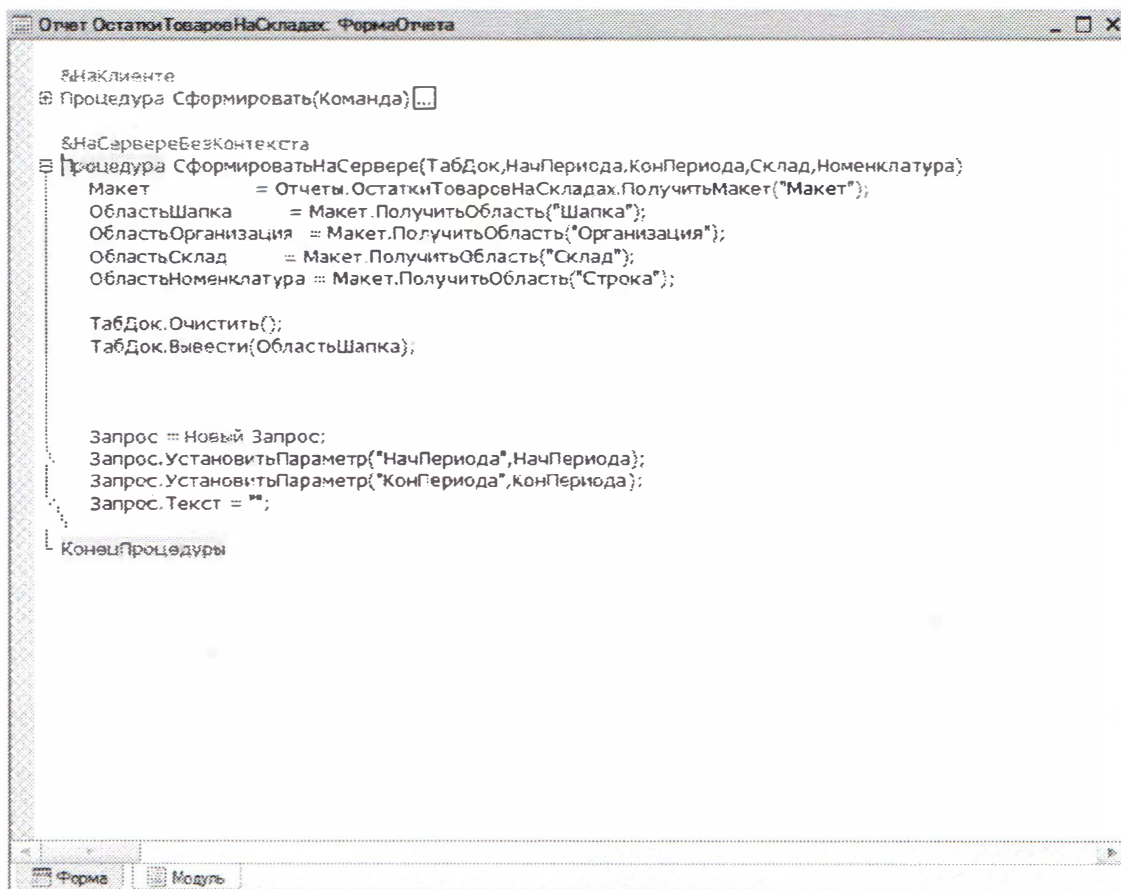 Отчет ОстаткиТоваровНаСкладах: ФормаОтчета
&НаКлиенте
Процедура Сформировать(Команда)...
&НаСервереБезКонтекста
Процедура СформироватьНаСервере(ТабДок,НачПериода,КонПериода,Склад,Номенклатура)
Макет = Отчеты.ОстаткиТоваровНаСкладах.ПолучитьМакет("Макет");
ОбластьШапка = Макет.ПолучитьОбласть("Шапка");
ОбластьОрганизация = Макет.ПолучитьОбласть("Организация");
ОбластьСклад = Макет.ПолучитьОбласть("Склад");
ОбластьНоменклатура = Макет.ПолучитьОбласть("Строка");
ТабДок.Очистить();
ТабДок.Вывести(ОбластьШапка);
Запрос = Новый Запрос;
Запрос.УстановитьПараметр("НачПериода",НачПериода);
Запрос.УстановитьПараметр("КонПериода",КонПериода);
Запрос.Текст = "";
КонецПроцедуры
Форма Модуль